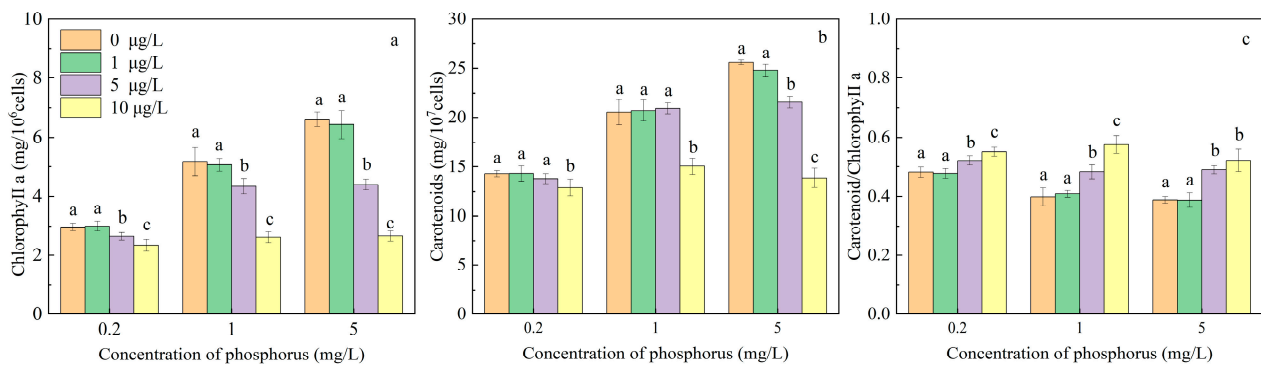 a
0 μg/L
1 μg/L
5 μg/L
10 μg/L
10
8
6
4
2
0
ChlorophyII a (mg/10⁶cells)
a a b c
a a b c
a a b c
0.2 1 5
Concentration of phosphorus (mg/L)
b
30
25
20
15
10
5
0
Carotenoids (mg/10⁷cells)
a a a b
a a a b
a a b c
0.2 1 5
Concentration of phosphorus (mg/L)
c
1.0
0.8
0.6
0.4
0.2
0.0
Carotenoid/ChlorophyII a
a a b c
a a b c
a a b b
0.2 1 5
Concentration of phosphorus (mg/L)